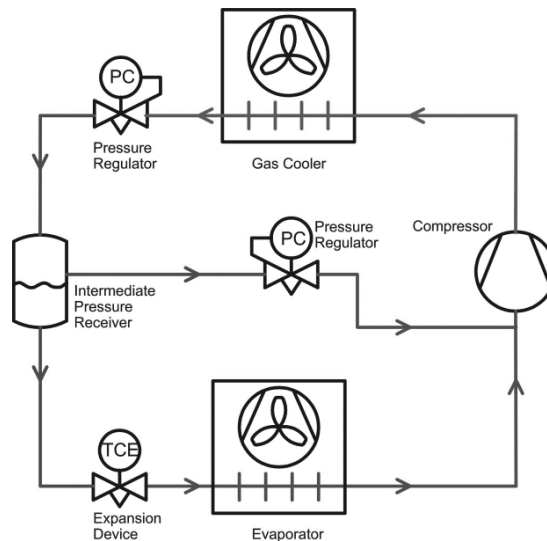 PC
Pressure
Regulator
Gas Cooler
PC
Pressure
Regulator
Compressor
Intermediate
Pressure
Receiver
TCE
Expansion
Device
Evaporator